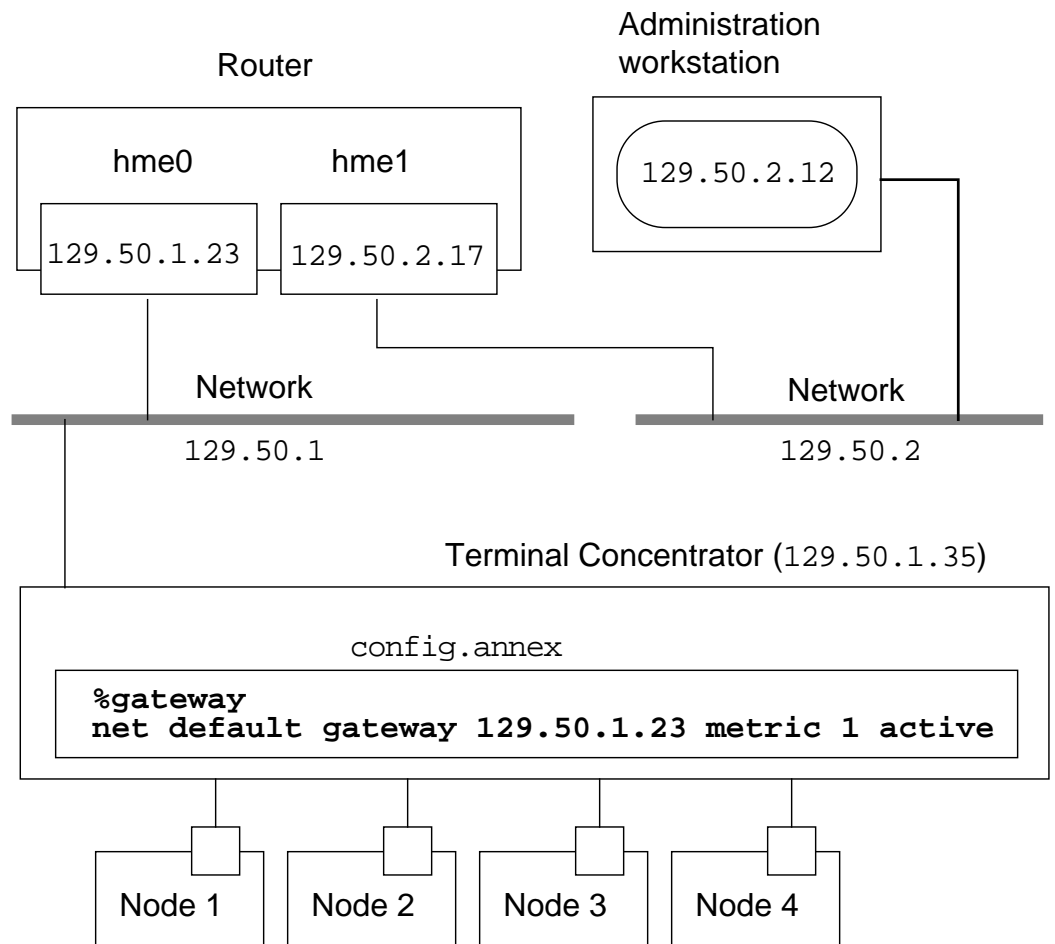 Router
Administration
workstation
hme0
hme1
129.50.1.23
129.50.2.17
129.50.2.12
Network
129.50.1
Network
129.50.2
Terminal Concentrator (129.50.1.35)
config.annex
%gateway
net default gateway 129.50.1.23 metric 1 active
Node 1
Node 2
Node 3
Node 4